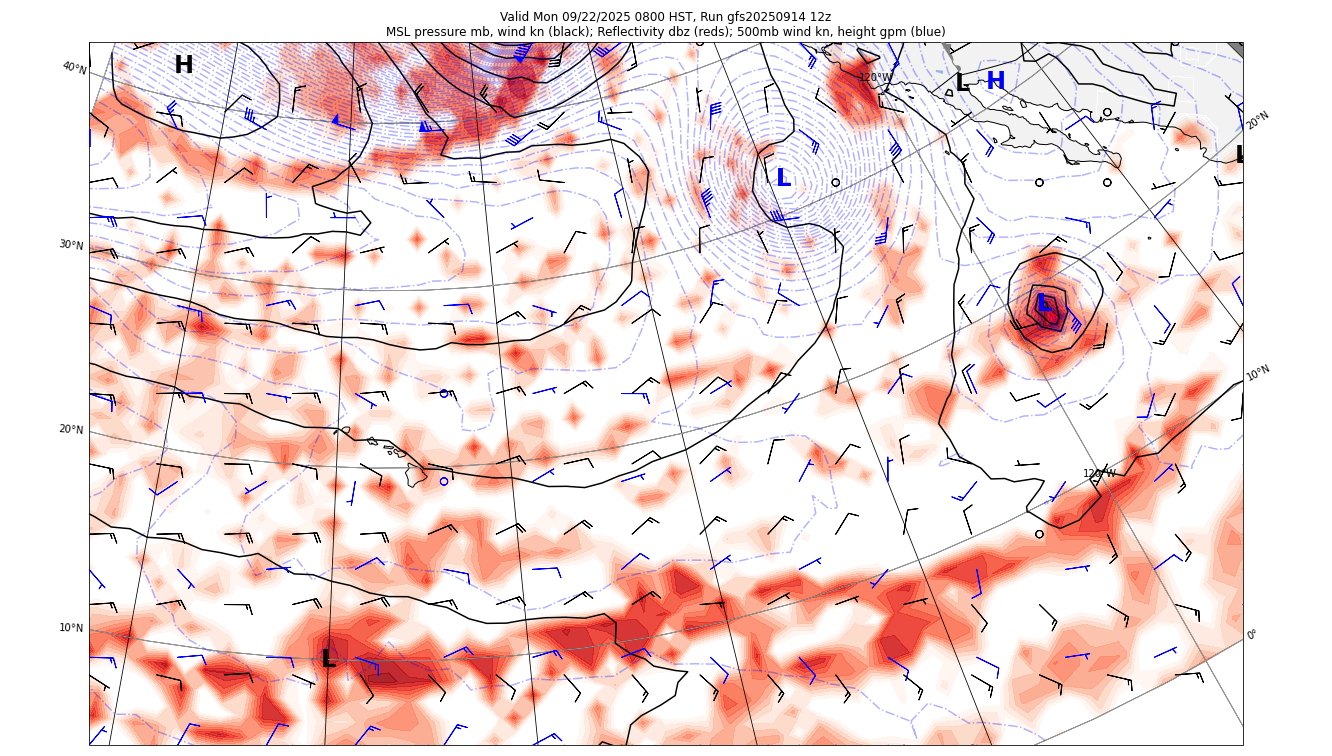 Valid Mon 09/22/2025 0800 HST, Run gfs20250914 12z
MSL pressure mb, wind kn (black); Reflectivity dbz (reds); 500mb wind kn, height gpm (blue)
40°N
H
120°W
L
H
20°N
L
L
30°N
L
10°N
20°N
120°W
10°N
L
0°